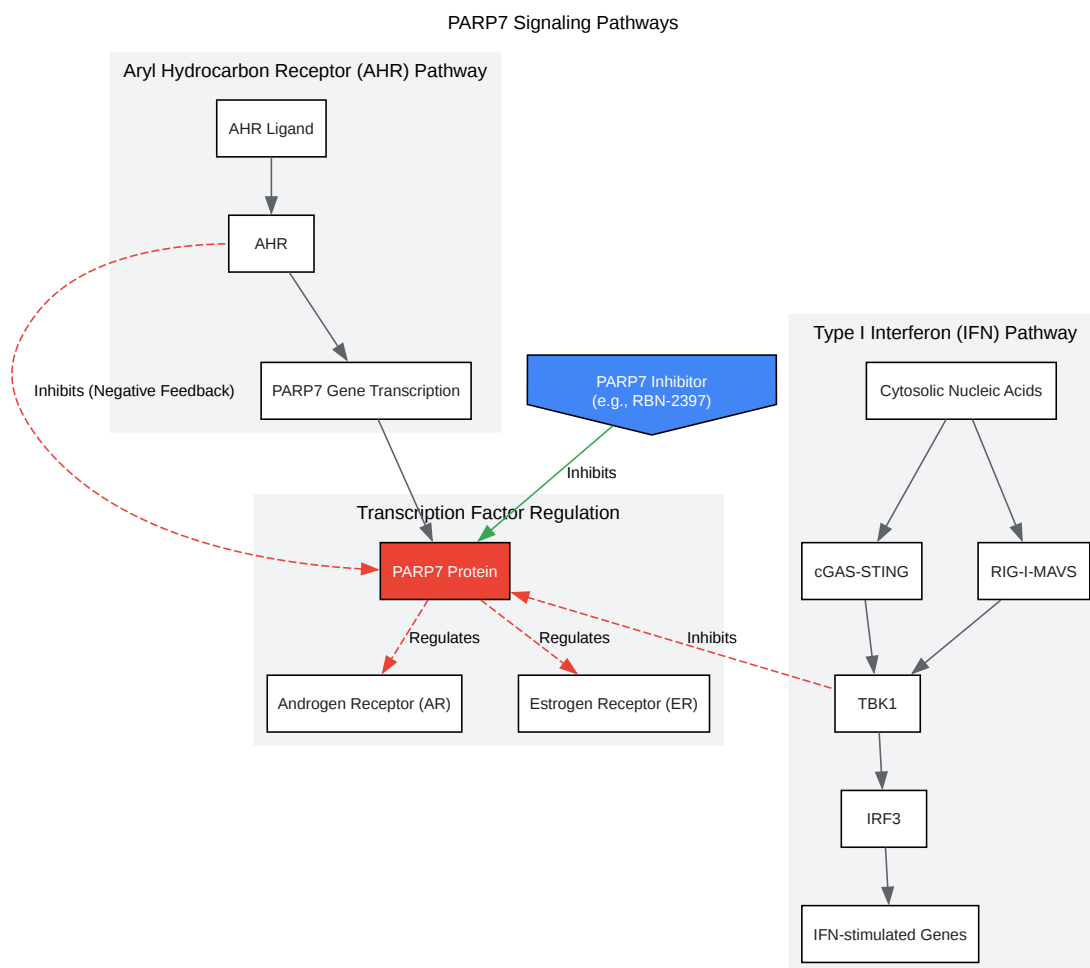 PARP7 Signaling Pathways
Aryl Hydrocarbon Receptor (AHR) Pathway
AHR Ligand
AHR
PARP7 Gene Transcription
Inhibits (Negative Feedback)
PARP7 Inhibitor
(e.g., RBN-2397)
Inhibits
Transcription Factor Regulation
PARP7 Protein
Regulates
Regulates
Inhibits
Androgen Receptor (AR)
Estrogen Receptor (ER)
Type I Interferon (IFN) Pathway
Cytosolic Nucleic Acids
cGAS-STING
RIG-I-MAVS
TBK1
IRF3
IFN-stimulated Genes